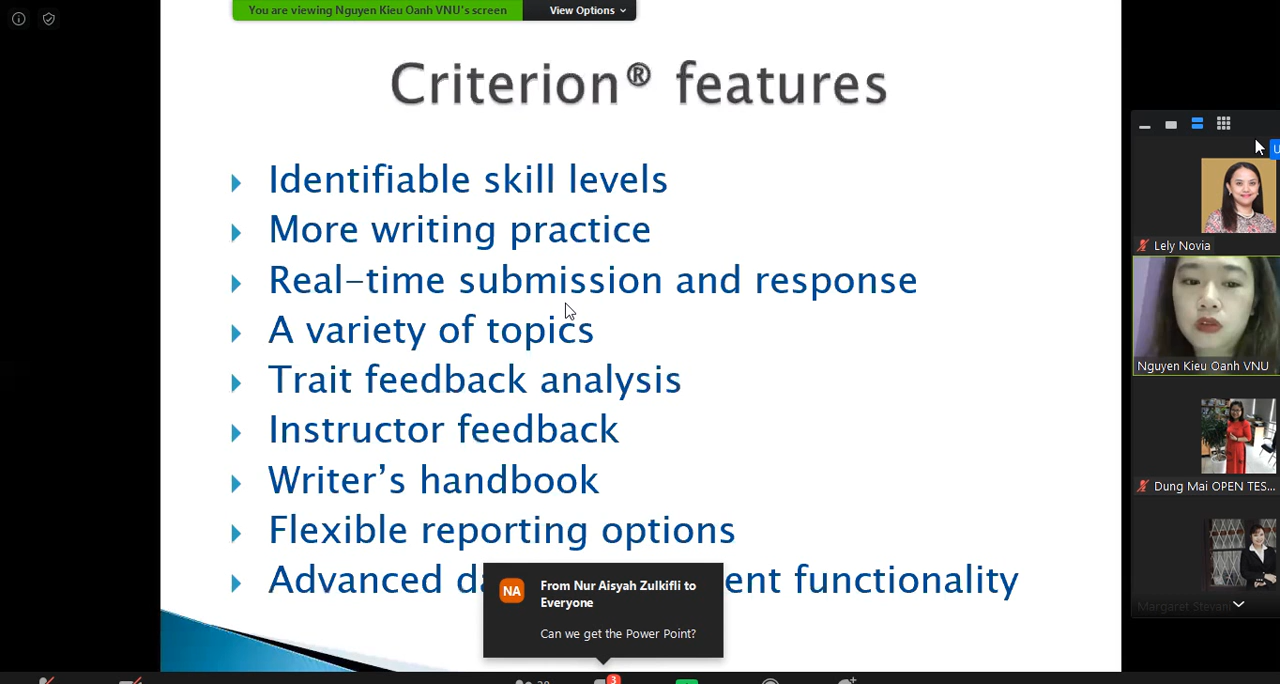 You are viewing Nguyen Kieu Oanh VNU's screen
View Options
Criterion® features
Identifiable skill levels
More writing practice
Real-time submission and response
A variety of topics
Trait feedback analysis
Instructor feedback
Writer's handbook
Flexible reporting options
Advanced da ent functionality
NA
From Nur Aisyah Zulkifli to
Everyone
Can we get the Power Point?
3
Lely Novia
Nguyen Kieu Oanh VNU
Dung Mai OPEN TES...
Margaret Stevani